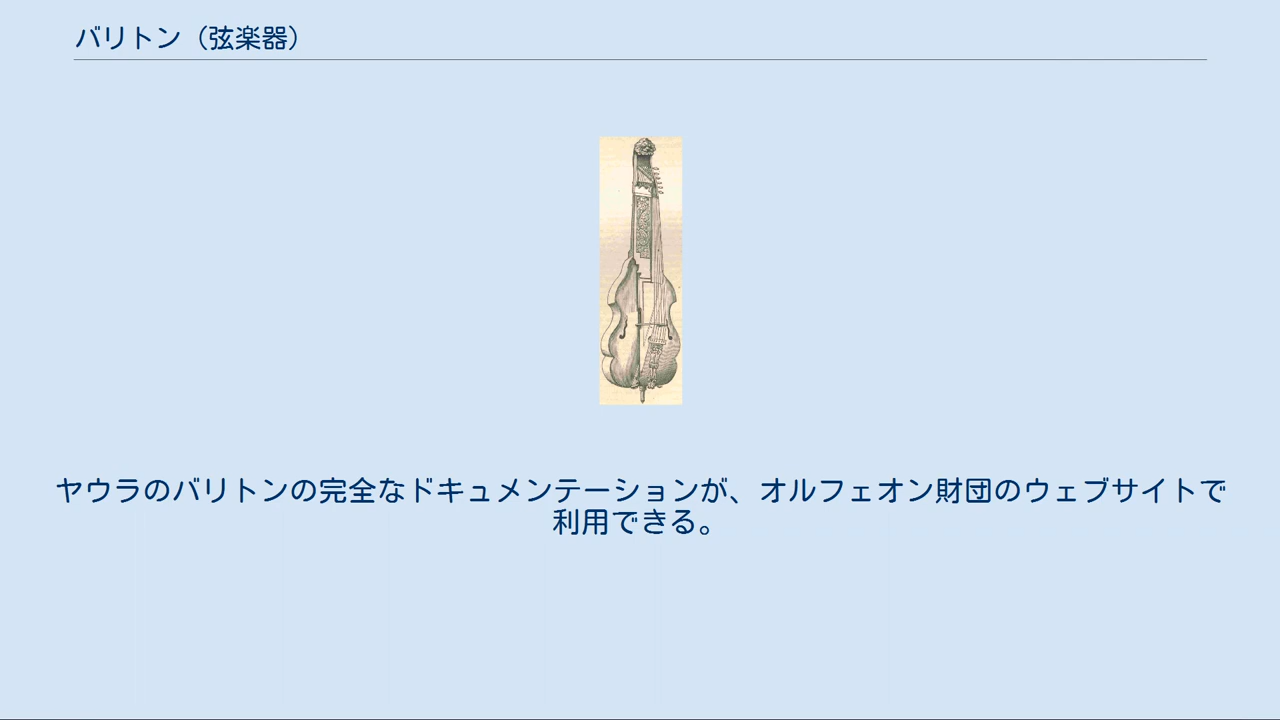 バリトン（弦楽器）
ヤウラのバリトンの完全なドキュメンテーションが、オルフェオン財団のウェブサイトで
利用できる。